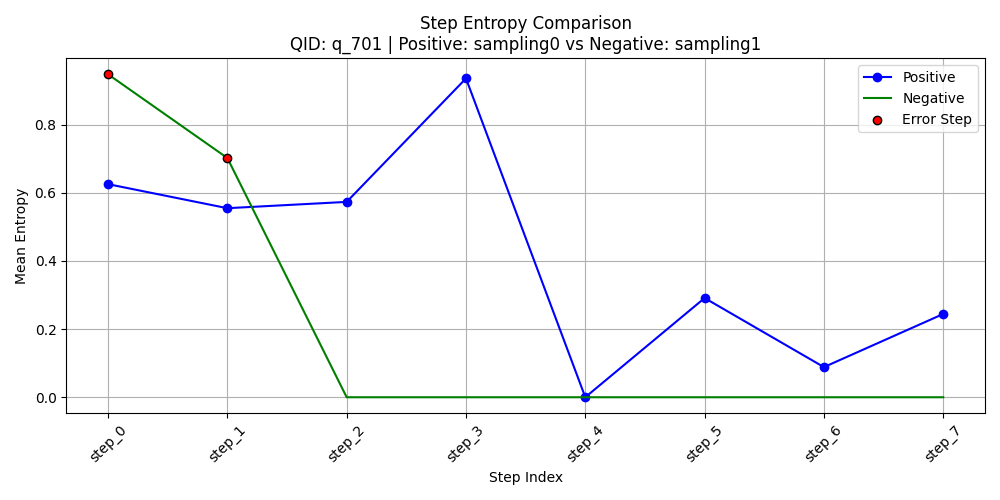 Step Entropy Comparison
QID: q_701 | Positive: sampling0 vs Negative: sampling1
Positive
Negative
Error Step
Mean Entropy
0.8
0.6
0.4
0.2
0.0
step_0
step_1
step_2
step_3
step_4
step_5
step_6
step_7
Step Index